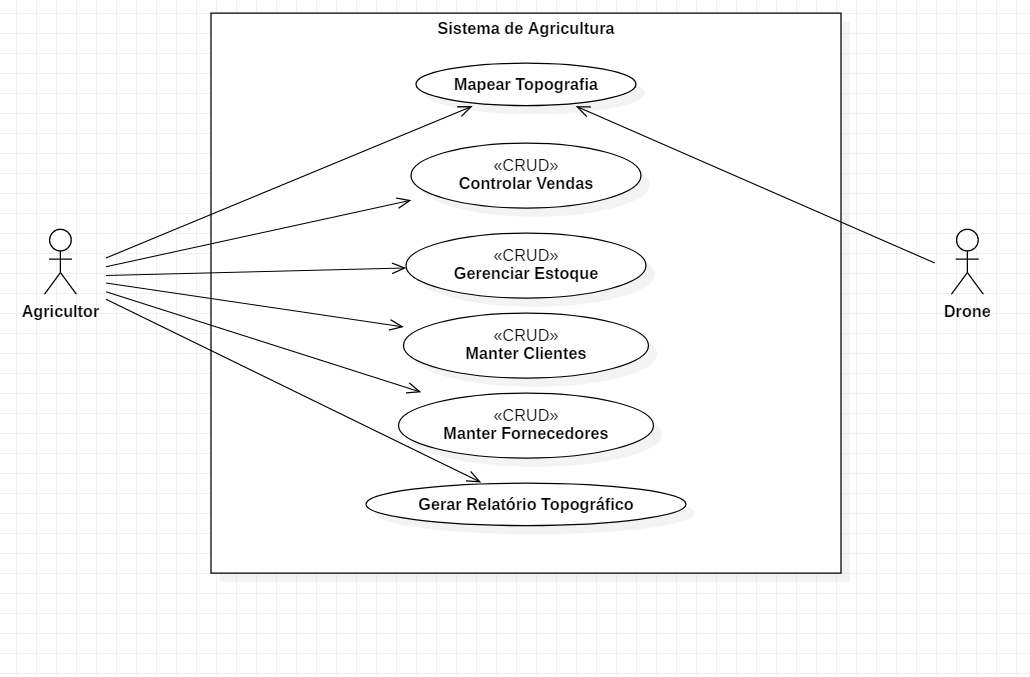 Sistema de Agricultura
Mapear Topografia
«CRUD»
Controlar Vendas
«CRUD»
Gerenciar Estoque
«CRUD»
Manter Clientes
«CRUD»
Manter Fornecedores
Gerar Relatório Topográfico
Agricultor
Drone